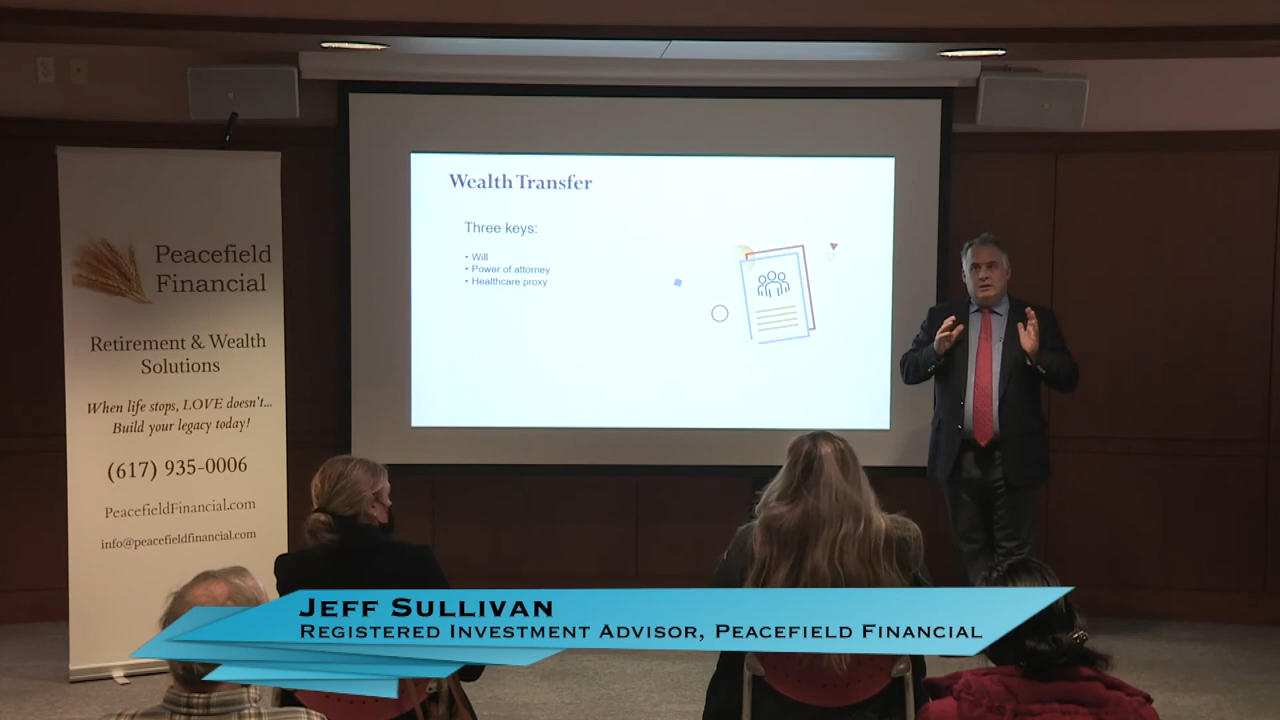 Peacefield
Financial
Retirement & Wealth
Solutions
When life stops, LOVE doesn't...
Build your legacy today!
(617) 935-0006
PeacefieldFinancial.com
info@peacefieldfinancial.com
Wealth Transfer
Three keys:
• Will
• Power of attorney
• Healthcare proxy
JEFF SULLIVAN
REGISTERED INVESTMENT ADVISOR, PEACEFIELD FINANCIAL